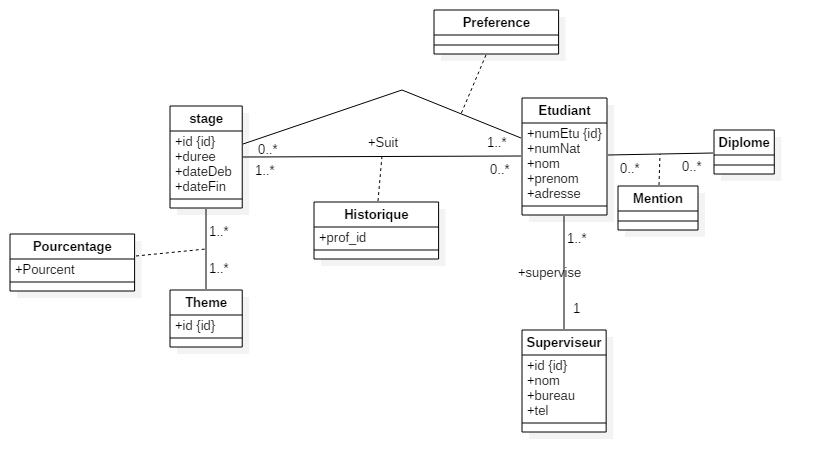 Preference
stage
+id {id}
+duree
+dateDeb
+dateFin
0..*
1..*
+Suit
1..*
0..*
Etudiant
+numEtu {id}
+numNat
+nom
+prenom
+adresse
0..*
0..*
Diplome
Mention
Historique
+prof_id
Pourcentage
+Pourcent
1..*
1..*
Theme
+id {id}
1..*
+supervise
1
Superviseur
+id {id}
+nom
+bureau
+tel